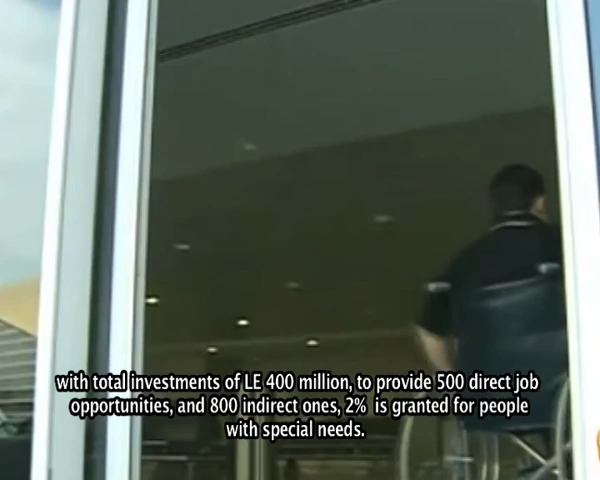 with total investments of LE 400 million, to provide 500 direct job
opportunities, and 800 indirect ones, 2% is granted for people
with special needs.